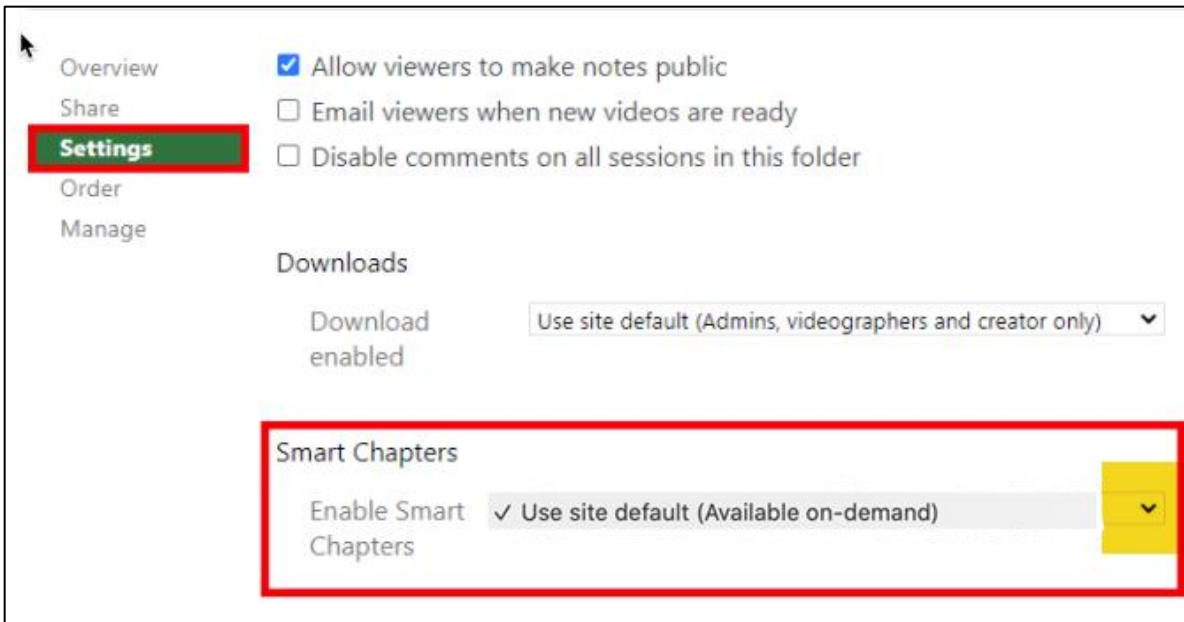 Overview
Share
Settings
Order
Manage
Allow viewers to make notes public
Email viewers when new videos are ready
Disable comments on all sessions in this folder
Downloads
Download
enabled
Use site default (Admins, videographers and creator only)
Smart Chapters
Enable Smart
Chapters
✓ Use site default (Available on-demand)